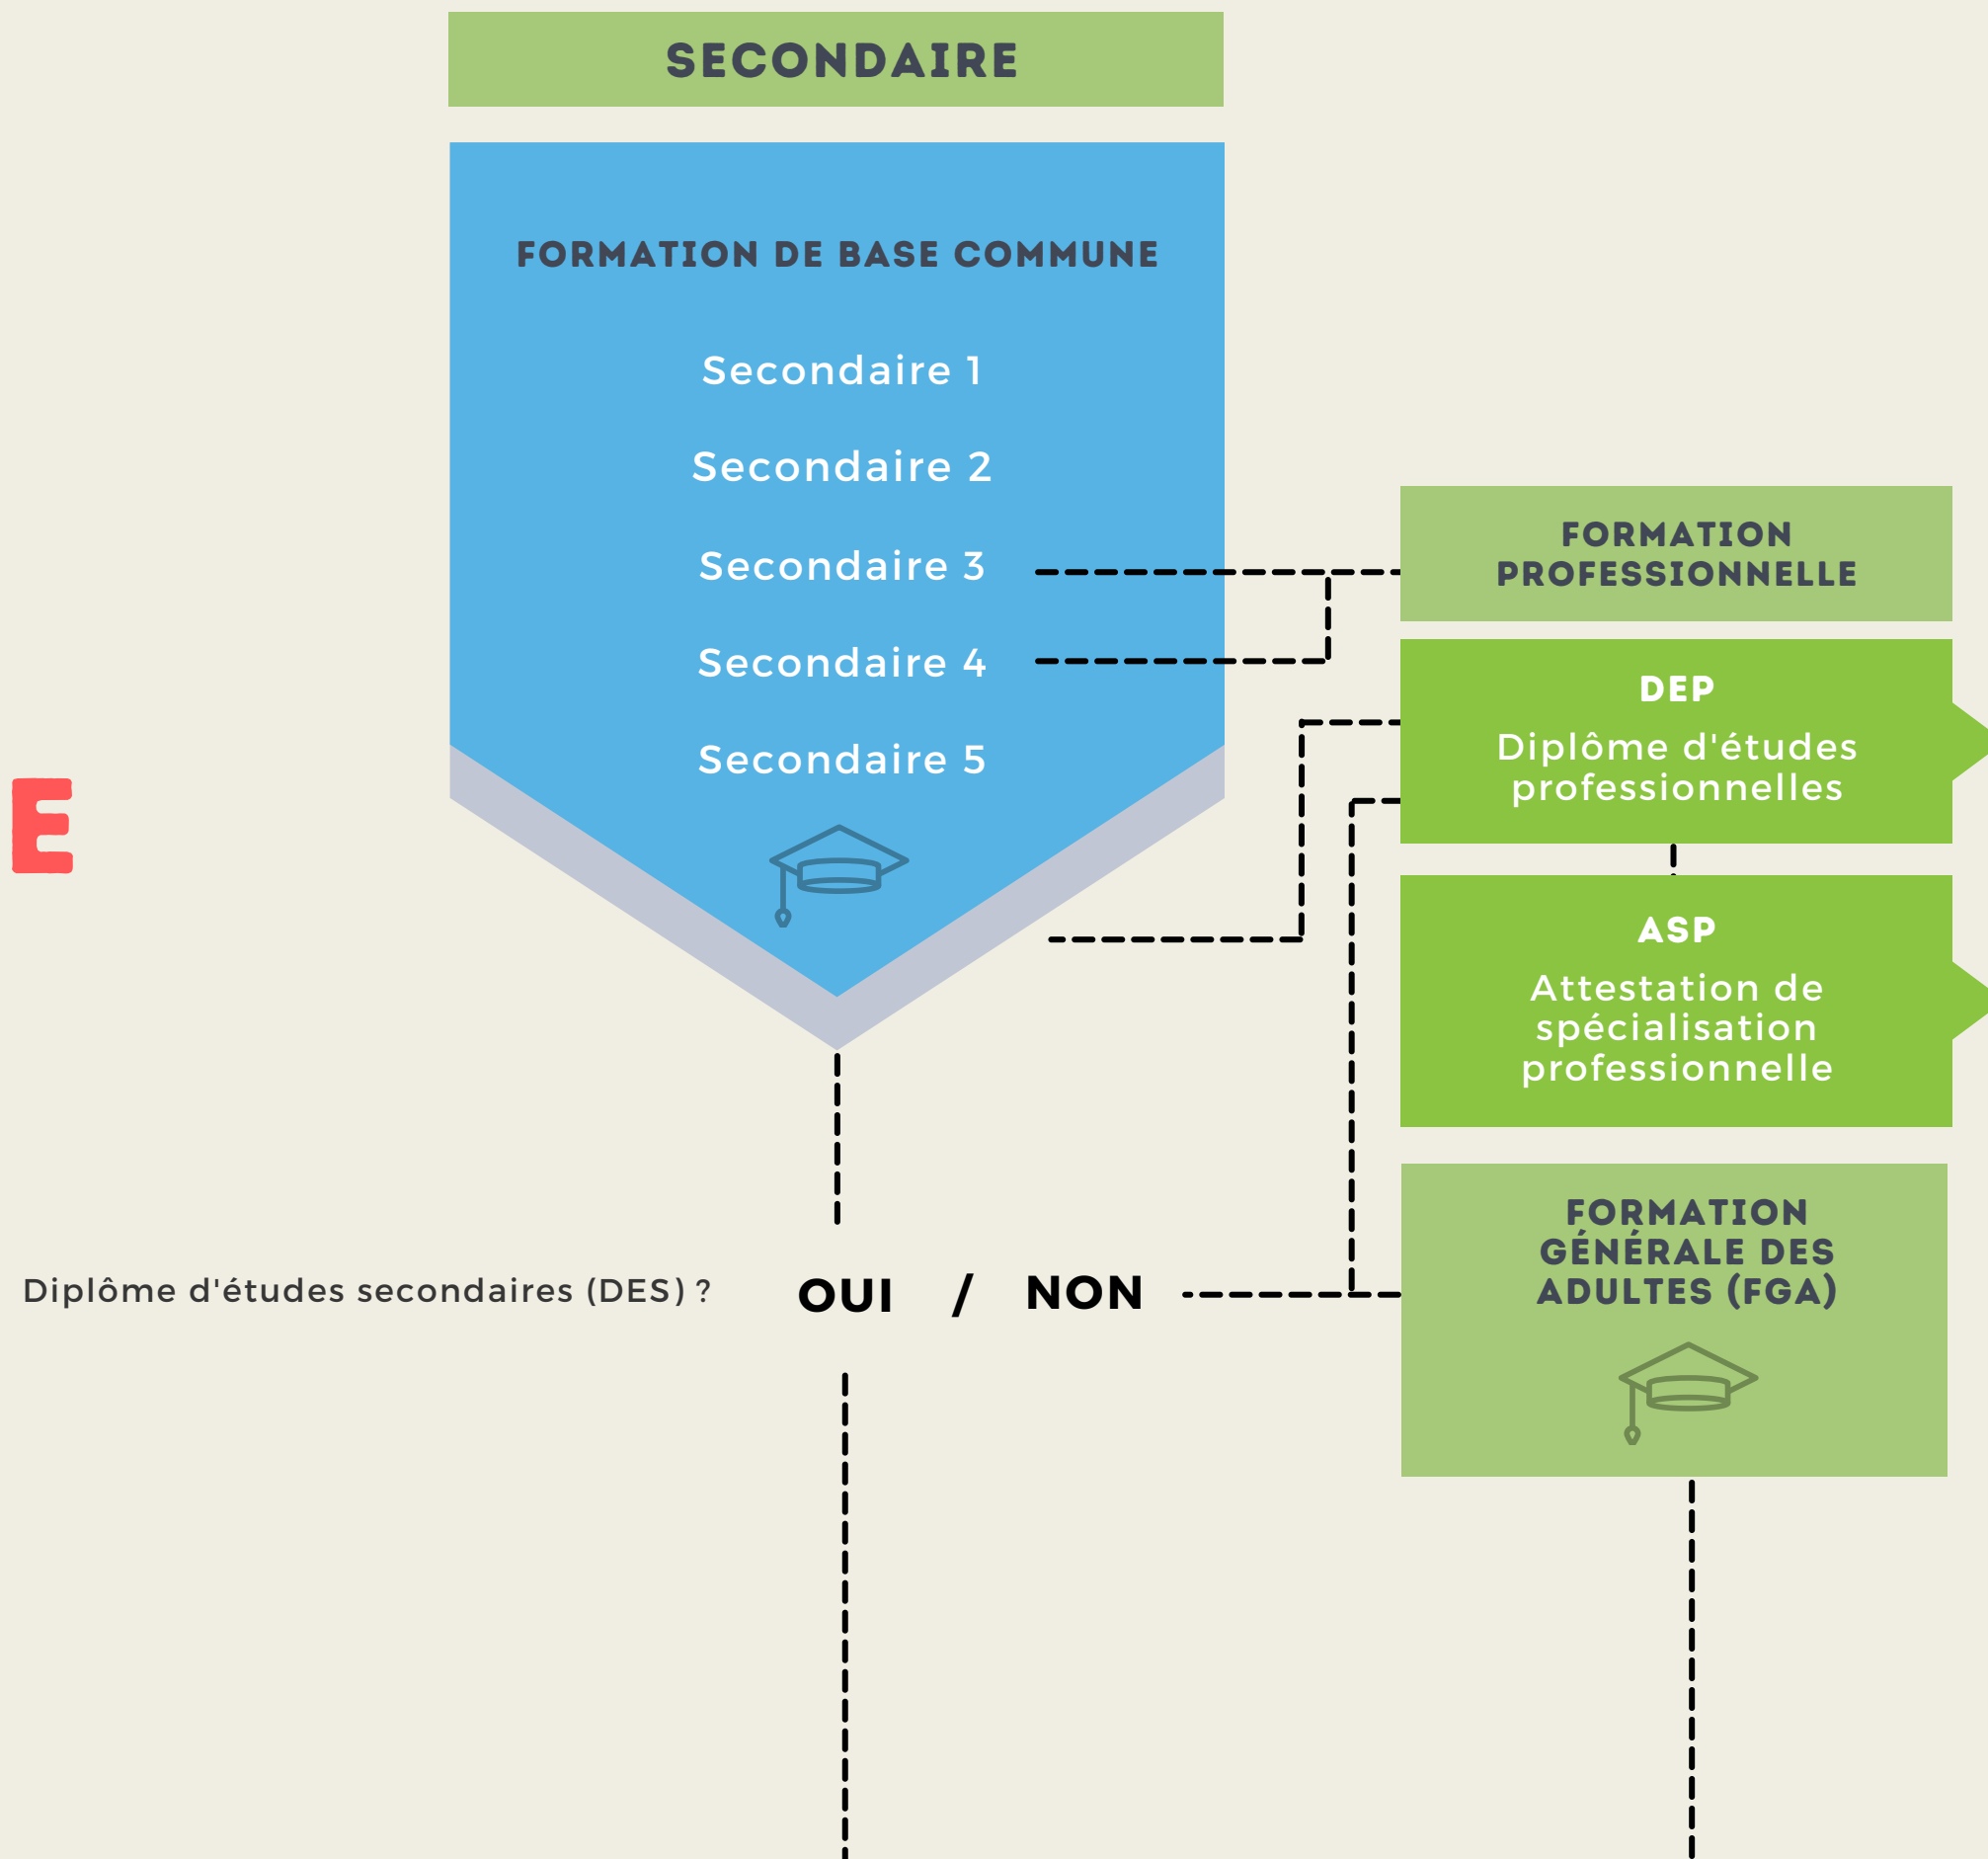 SECONDAIRE
FORMATION DE BASE COMMUNE
Secondaire 1
Secondaire 2
Secondaire 3
Secondaire 4
Secondaire 5
FORMATION
PROFESSIONNELLE
DEP
Diplôme d'études
professionnelles
E
ASP
Attestation de
spécialisation
professionnelle
FORMATION
GÉNÉRALE DES
ADULTES (FGA)
Diplôme d'études secondaires (DES) ?
OUI / NON